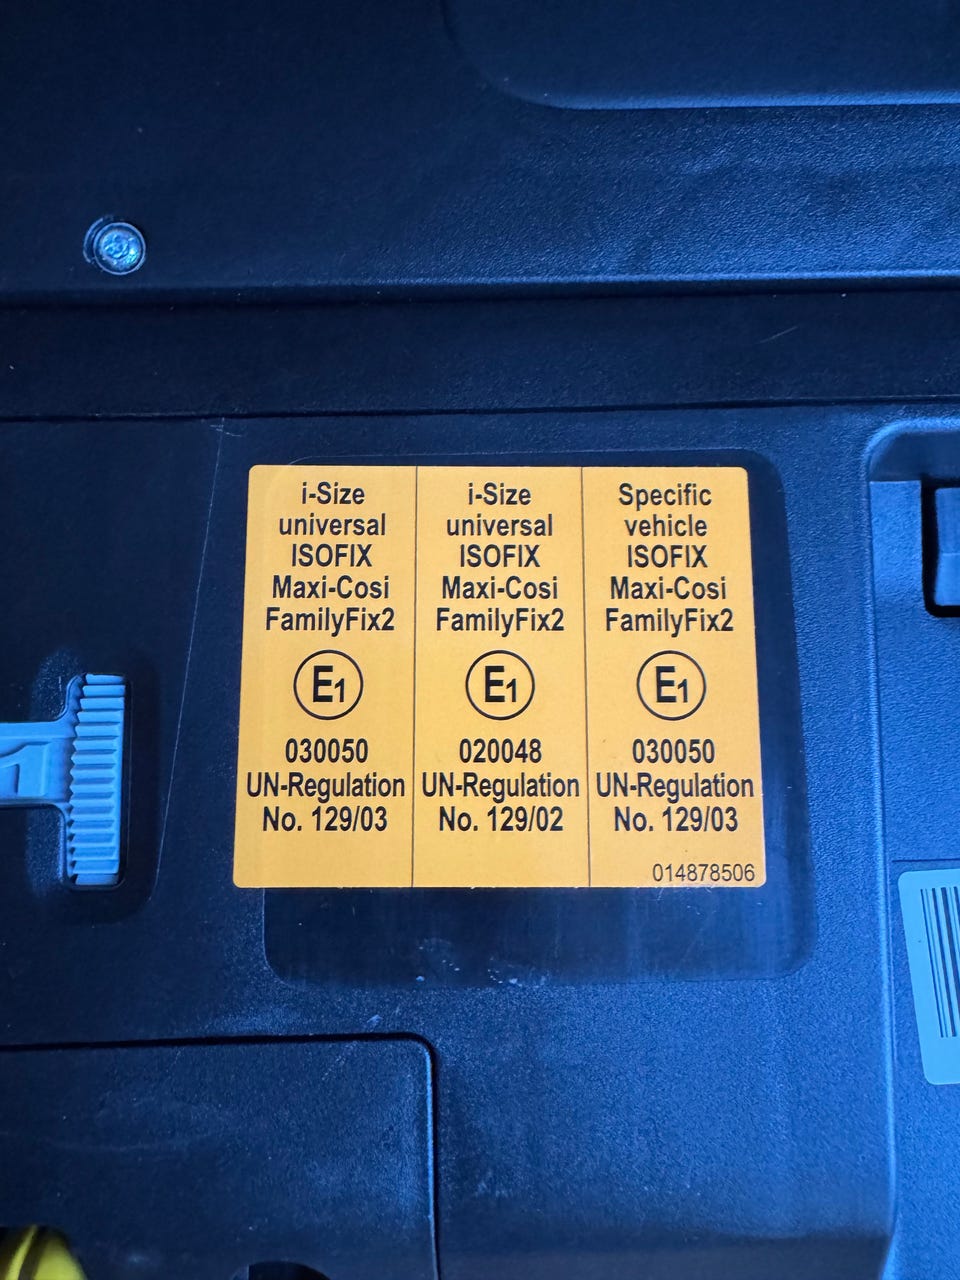 i-Size
universal
ISOFIX
Maxi-Cosi
FamilyFix2
E1
030050
UN-Regulation
No. 129/03
i-Size
universal
ISOFIX
Maxi-Cosi
FamilyFix2
E1
020048
UN-Regulation
No. 129/02
Specific
vehicle
ISOFIX
Maxi-Cosi
FamilyFix2
E1
030050
UN-Regulation
No. 129/03
014878506